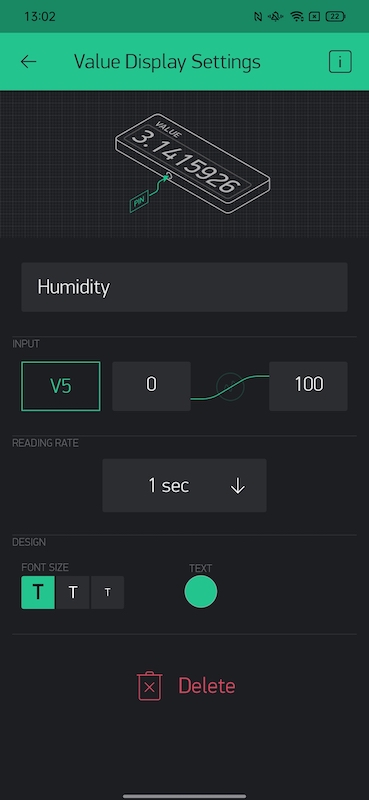 13:02
22
Value Display Settings
i
VALUE
3.1415926
PIN
Humidity
INPUT
V5 0 100
READING RATE
1 sec
DESIGN
FONT SIZE TEXT
T T T
Delete